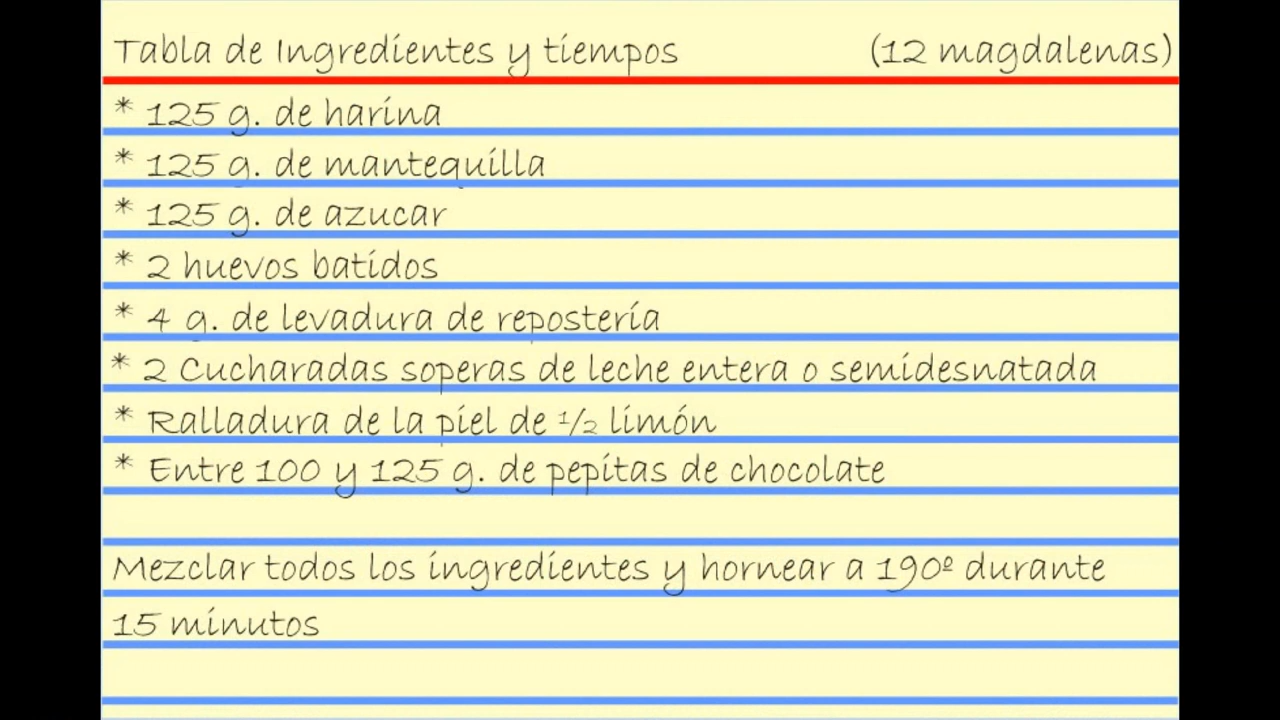 Tabla de Ingredientes y tiempos (12 magdalenas)
* 125 g. de harina
* 125 g. de mantequilla
* 125 g. de azucar
* 2 huevos batidos
* 4 g. de levadura de repostería
* 2 Cucharadas soperas de leche entera o semidesnatada
* Ralladura de la piel de 1/2 limón
* Entre 100 y 125 g. de pepitas de chocolate
Mezclar todos los ingredientes y hornear a 190º durante
15 minutos